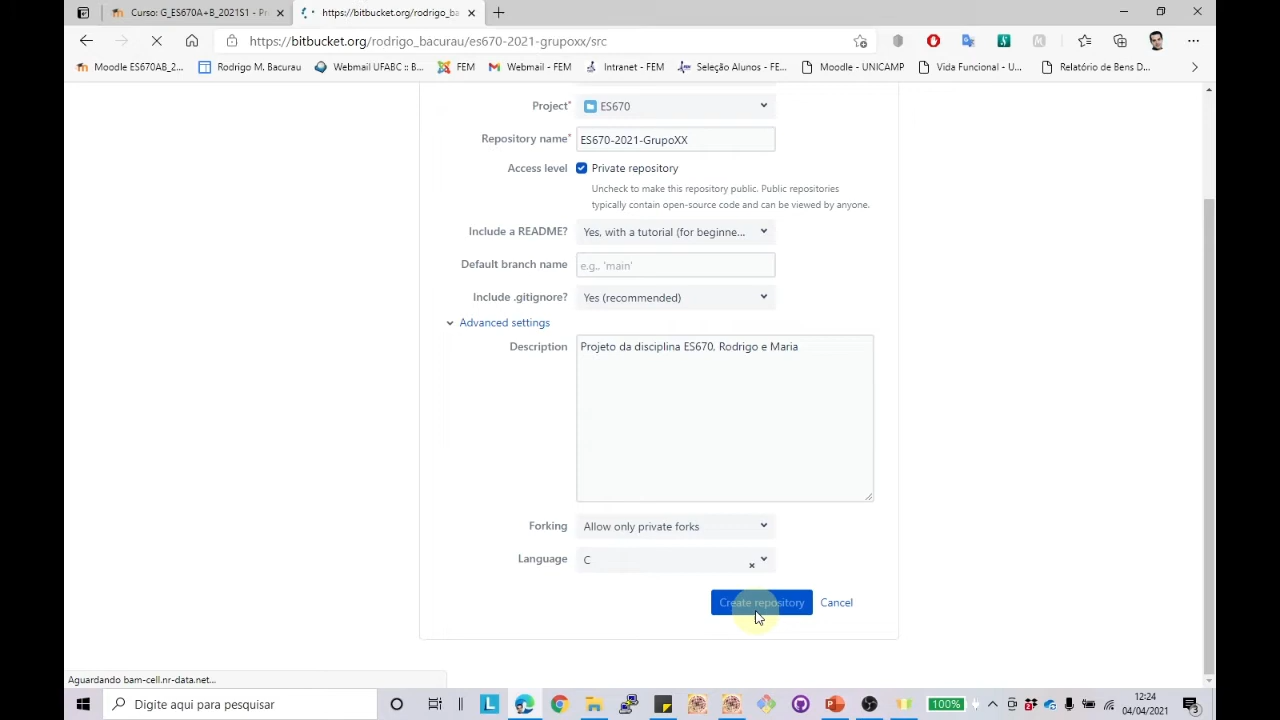 Curso: G_ES670A+B_2021S1 - Pr
https://bitbucket.org/rodrigo_ba
https://bitbucket.org/rodrigo_bacurau/es670-2021-grupoxx/src
Moodle ES670AB_2...
Rodrigo M. Bacurau
Webmail UFABC :: B...
FEM
Webmail - FEM
Intranet - FEM
Seleção Alunos - FE...
Moodle - UNICAMP
Vida Funcional - U...
Relatório de Bens D...
Project*
ES670
Repository name*
ES670-2021-GrupoXX
Access level
Private repository
Uncheck to make this repository public. Public repositories
typically contain open-source code and can be viewed by anyone.
Include a README?
Yes, with a tutorial (for beginne...
Default branch name
e.g., 'main'
Include .gitignore?
Yes (recommended)
Advanced settings
Description
Projeto da disciplina ES670, Rodrigo e Maria
Forking
Allow only private forks
Language
C
Create repository
Cancel
Aguardando bam-cell.nr-data.net...
Digite aqui para pesquisar
100%
12:24
04/04/2021
3